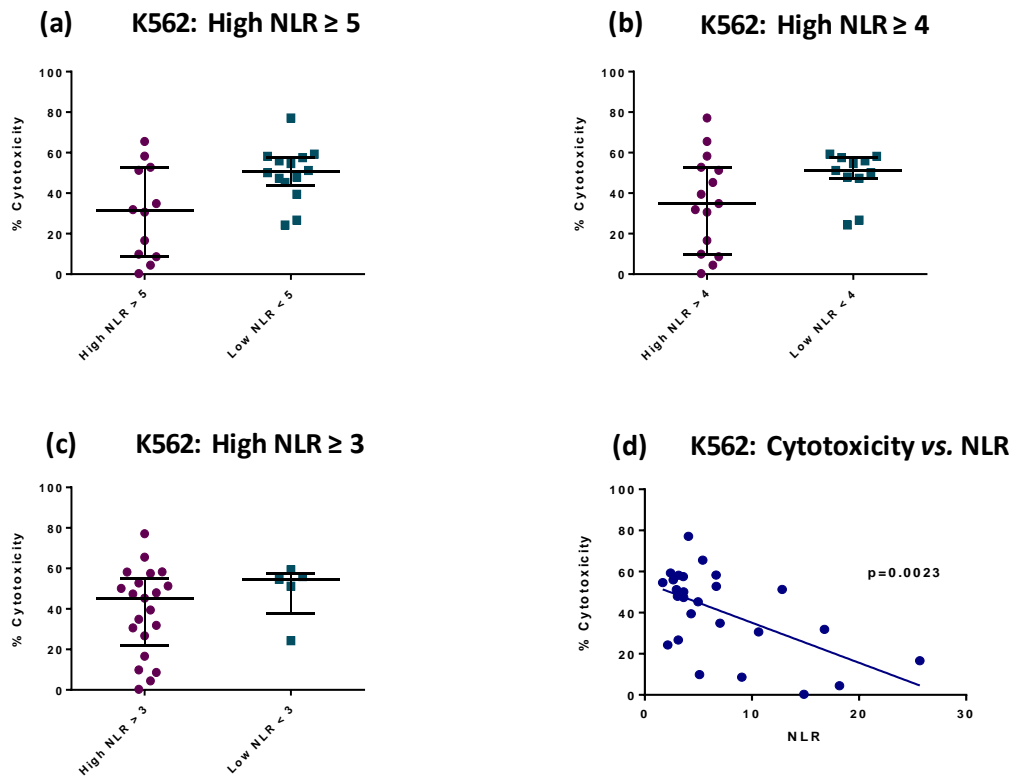 (a) K562: High NLR ≥ 5
100
80
60
40
20
0
% Cytotoxicity
High NLR > 5
Low NLR < 5
(b) K562: High NLR ≥ 4
100
80
60
40
20
0
% Cytotoxicity
High NLR > 4
Low NLR < 4
(c) K562: High NLR ≥ 3
100
80
60
40
20
0
% Cytotoxicity
High NLR > 3
Low NLR < 3
(d) K562: Cytotoxicity vs. NLR
100
80
60
40
20
0
% Cytotoxicity
p=0.0023
0 10 20 30
NLR